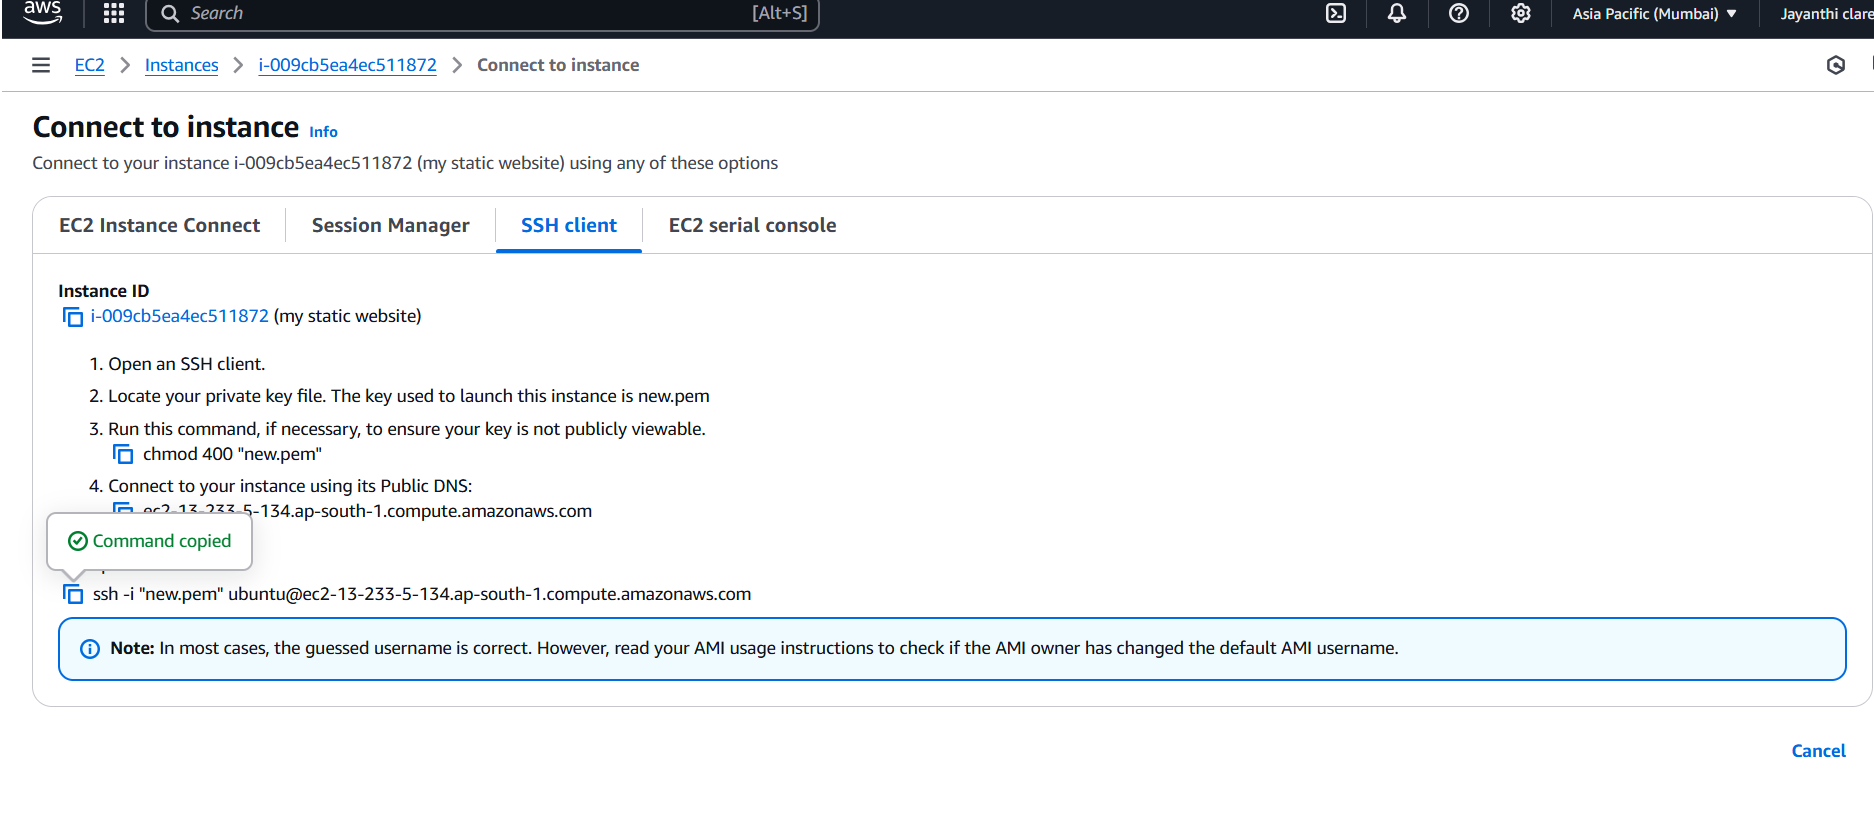 aws
Search [Alt+S]
Asia Pacific (Mumbai)
Jayanthi clare
EC2 Instances i-009cb5ea4ec511872 Connect to instance
Connect to instance Info
Connect to your instance i-009cb5ea4ec511872 (my static website) using any of these options
EC2 Instance Connect Session Manager SSH client EC2 serial console
Instance ID
i-009cb5ea4ec511872 (my static website)
1. Open an SSH client.
2. Locate your private key file. The key used to launch this instance is new.pem
3. Run this command, if necessary, to ensure your key is not publicly viewable.
chmod 400 "new.pem"
4. Connect to your instance using its Public DNS:
ec2-13-233-5-134.ap-south-1.compute.amazonaws.com
Command copied
ssh -i "new.pem" ubuntu@ec2-13-233-5-134.ap-south-1.compute.amazonaws.com
Note: In most cases, the guessed username is correct. However, read your AMI usage instructions to check if the AMI owner has changed the default AMI username.
Cancel